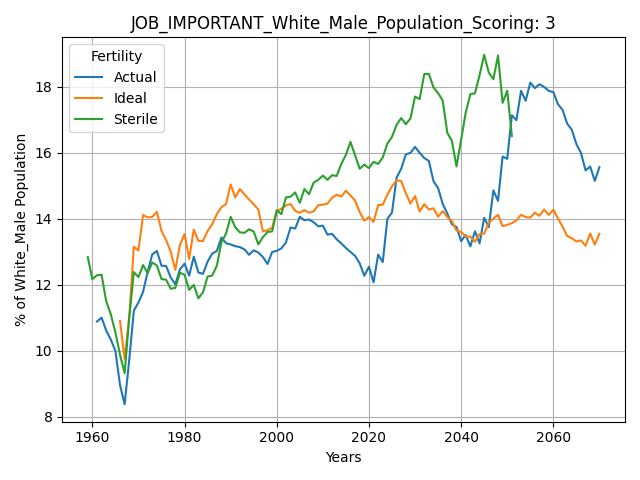 JOB_IMPORTANT_White_Male_Population_Scoring: 3
Fertility
Actual
Ideal
Sterile
% of White_Male Population
18
16
14
12
10
8
1960 1980 2000 2020 2040 2060
Years